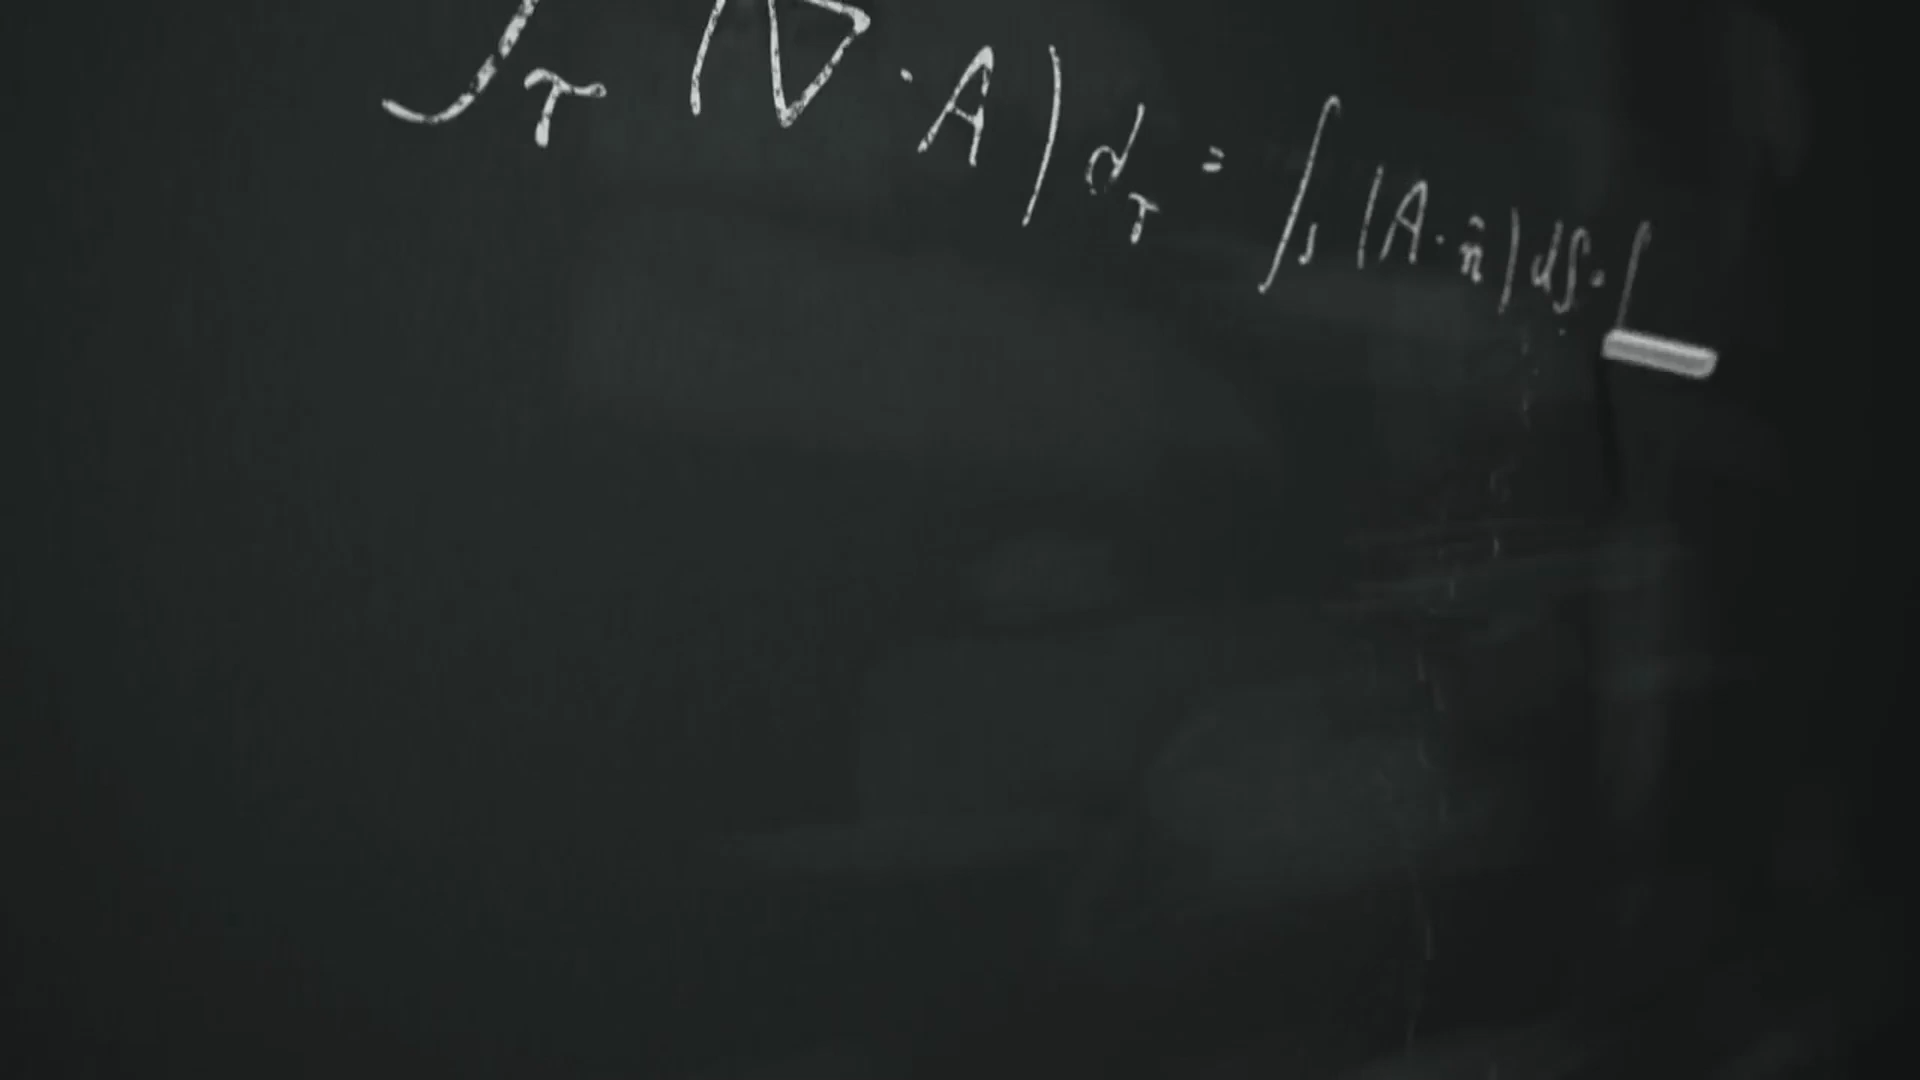 ∫τ (∇ · A) dτ = ∫s (A · n̂) dS = ∫